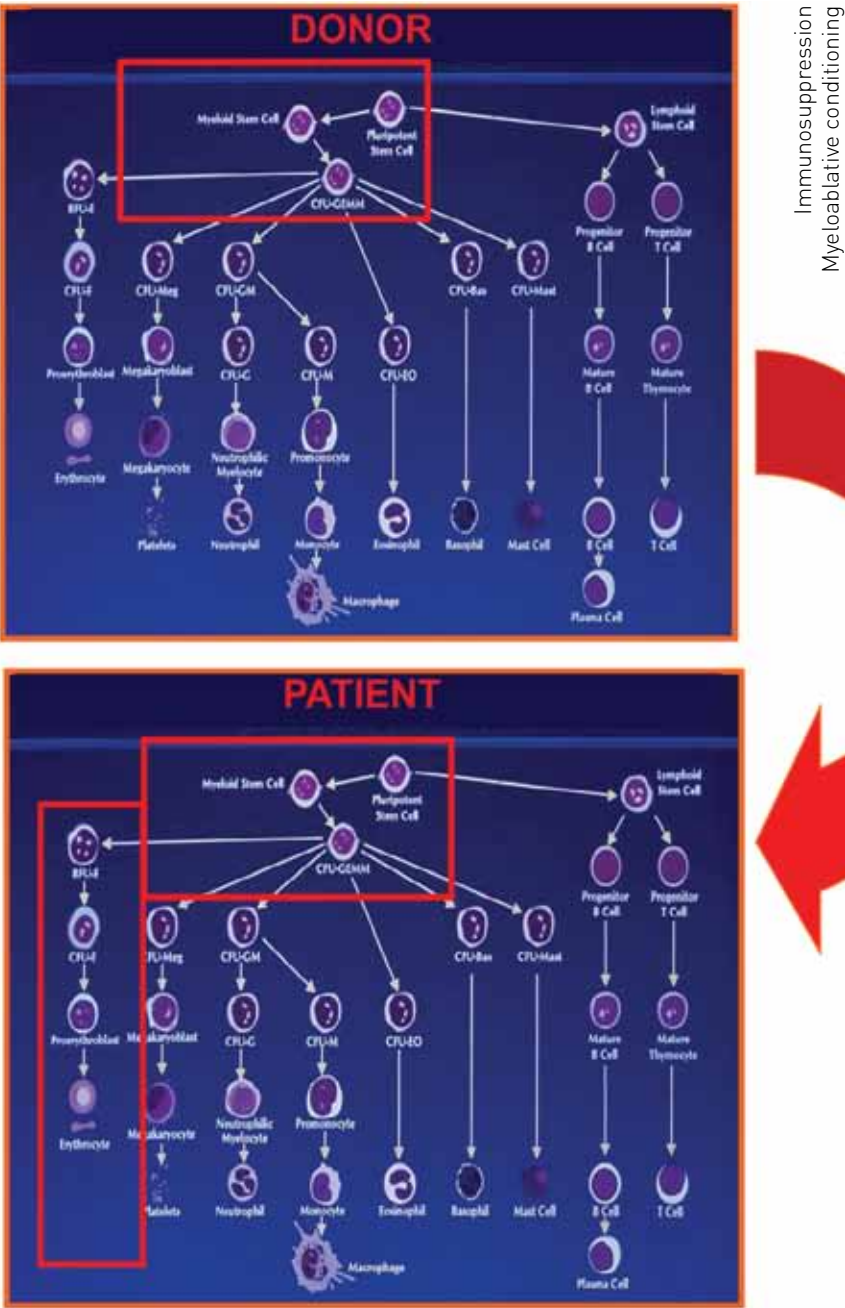 DONOR
Myeloid Stem Cell
Pluripotent
Stem Cell
Lymphoid
Stem Cell
BFU-E
CFU-GEMM
Progenitor
B Cell
Progenitor
T Cell
CFU-E
CFU-Meg
CFU-GM
CFU-Bas
CFU-Mast
Proerythroblast
Megakaryoblast
CFU-G
CFU-M
CFU-EO
Mature
B Cell
Mature
Thymocyte
Erythrocyte
Megakaryocyte
Neutrophilic
Myelocyte
Promonocyte
Platelets
Neutrophil
Monocyte
Eosinophil
Basophil
Mast Cell
B Cell
T Cell
Macrophage
Plasma Cell
Immunosuppression
Myeloablative conditioning
PATIENT
Myeloid Stem Cell
Pluripotent
Stem Cell
Lymphoid
Stem Cell
BFU-E
CFU-GEMM
Progenitor
B Cell
Progenitor
T Cell
CFU-E
CFU-Meg
CFU-GM
CFU-Bas
CFU-Mast
Proerythroblast
Megakaryoblast
CFU-G
CFU-M
CFU-EO
Mature
B Cell
Mature
Thymocyte
Erythrocyte
Megakaryocyte
Neutrophilic
Myelocyte
Promonocyte
Platelets
Neutrophil
Monocyte
Eosinophil
Basophil
Mast Cell
B Cell
T Cell
Macrophage
Plasma Cell